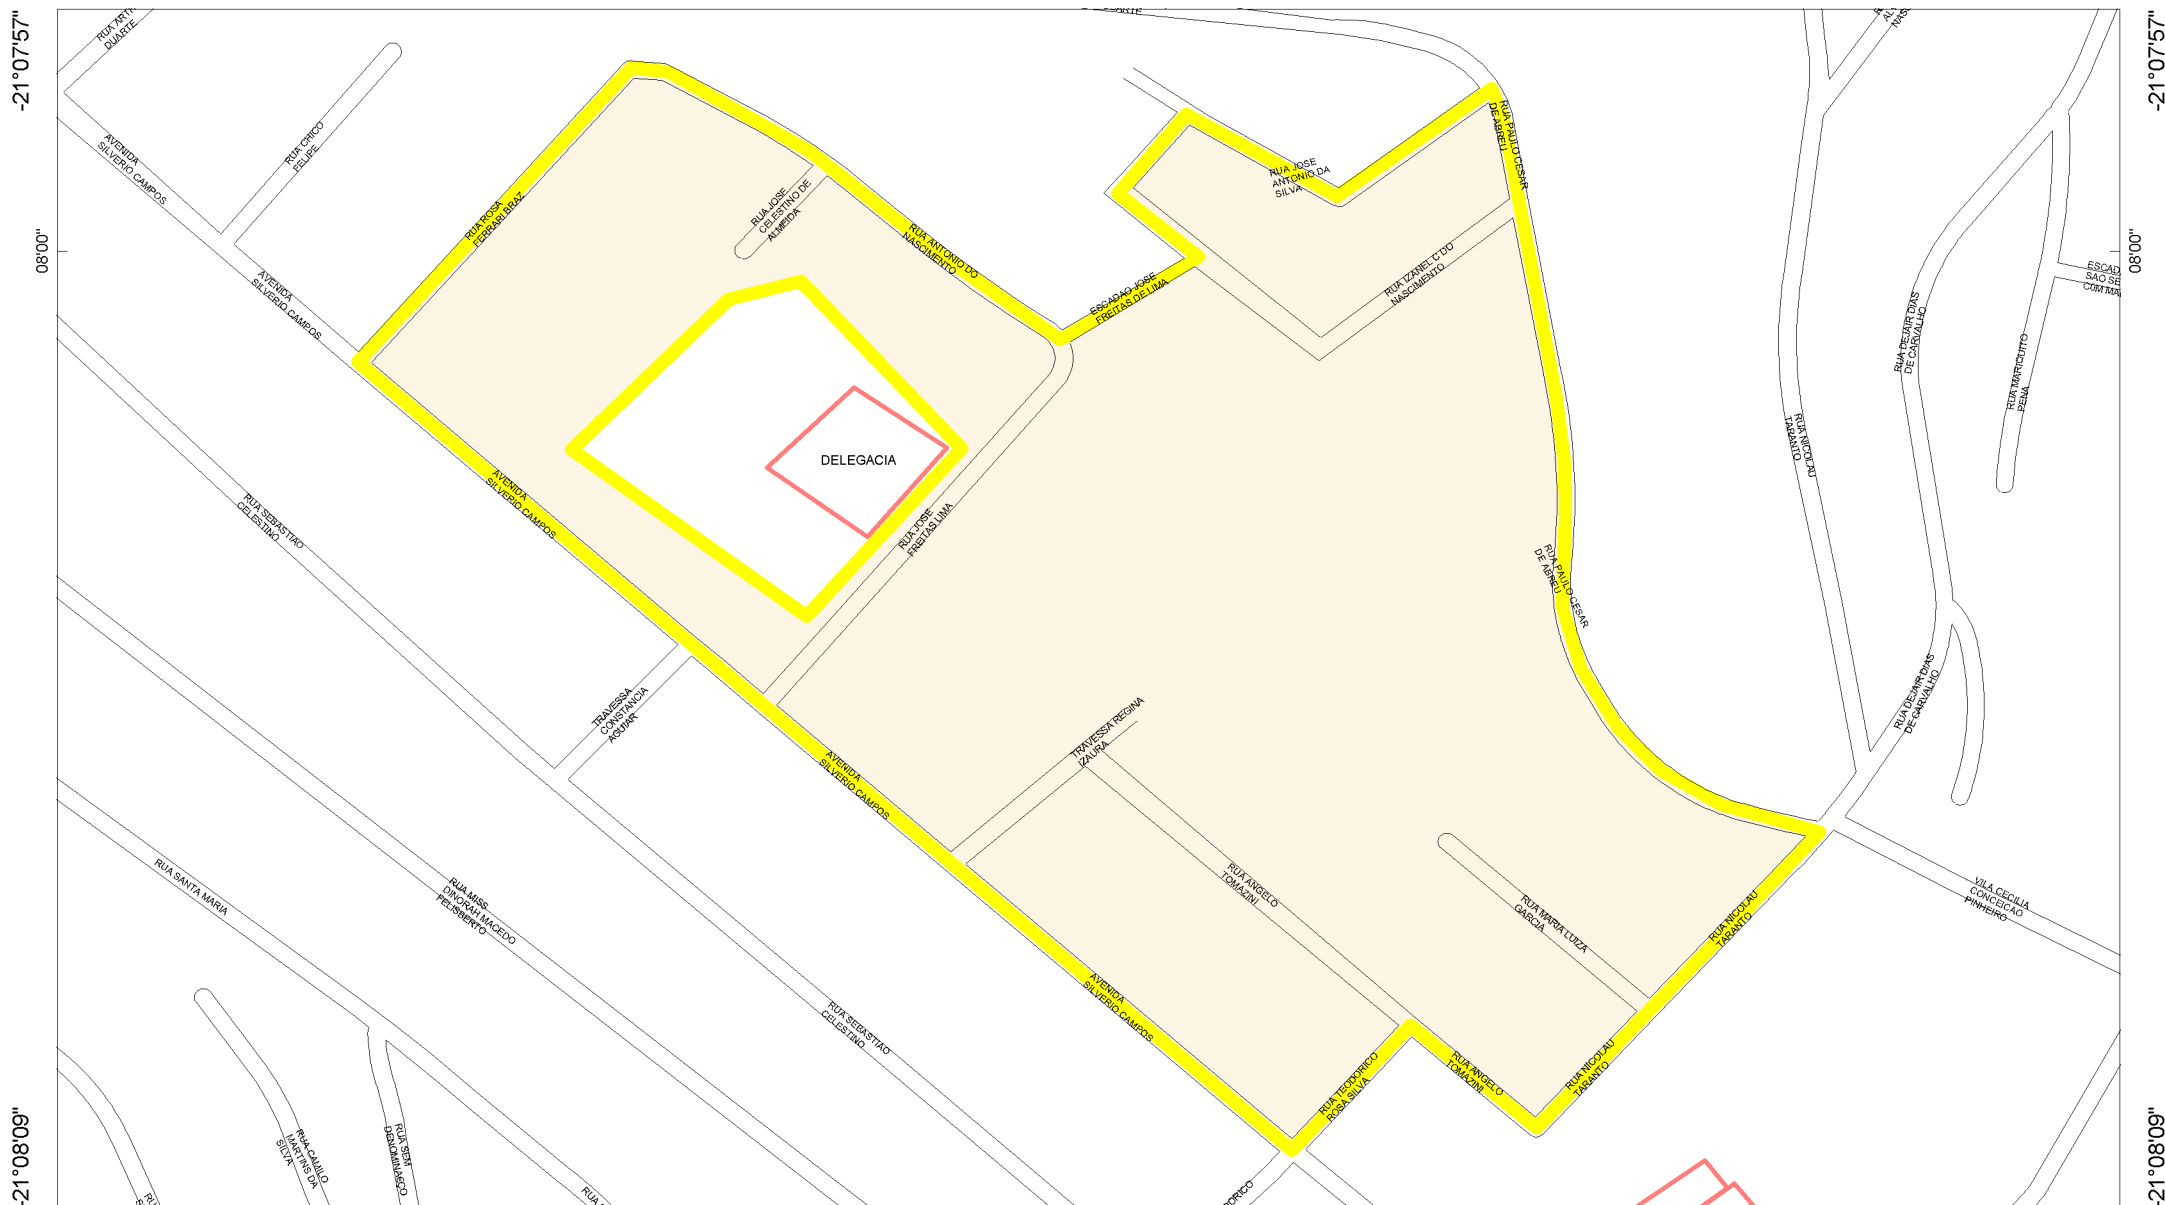 -21°07'57"
-21°07'57"
DUARTE
RUA CHICO
FELIPE
AVENIDA
SILVERIO CAMPOS
RUA JOSE
ANTONIO DA
SILVA
RUA PAULO CESAR
DE ABREU
RUA ROSA
FERRARI BRAZ
RUA JOSE
CELESTINO DE
ALMEIDA
RUA ANTONIO DO
NASCIMENTO
08'00"
08'00"
ESCADAO JOSE
FREITAS DE LIMA
RUA IZANEL C DO
NASCIMENTO
AVENIDA
SILVERIO CAMPOS
RUA DEJAIR DIAS
DE CARVALHO
RUA MARIQUITO
PENA
RUA NICOLAU
TARANTO
DELEGACIA
AVENIDA
SILVERIO CAMPOS
RUA SEBASTIAO
CELESTINO
RUA JOSE
FREITAS LIMA
RUA PAULO CESAR
DE ABREU
TRAVESSA
CONSTANCIA
AGUIAR
RUA DEJAIR DIAS
DE CARVALHO
TRAVESSA REGINA
IZAURA
AVENIDA
SILVERIO CAMPOS
RUA SANTA MARIA
RUA MISS
DINORAH MACEDO
FELISBERTO
RUA ANGELO
TOMAZINI
RUA MARIA LUIZA
GARCIA
RUA NICOLAU
TARANTO
VILA CECILIA
CONCEICAO
PINHEIRO
AVENIDA
SILVERIO CAMPOS
RUA SEBASTIAO
CELESTINO
RUA TEODORICO
ROSA SILVA
RUA ANGELO
TOMAZINI
RUA NICOLAU
TARANTO
RUA CAMILO
MARTINS DA
SILVA
RUA SEM
DENOMINAÇCO
-21°08'09"
-21°08'09"